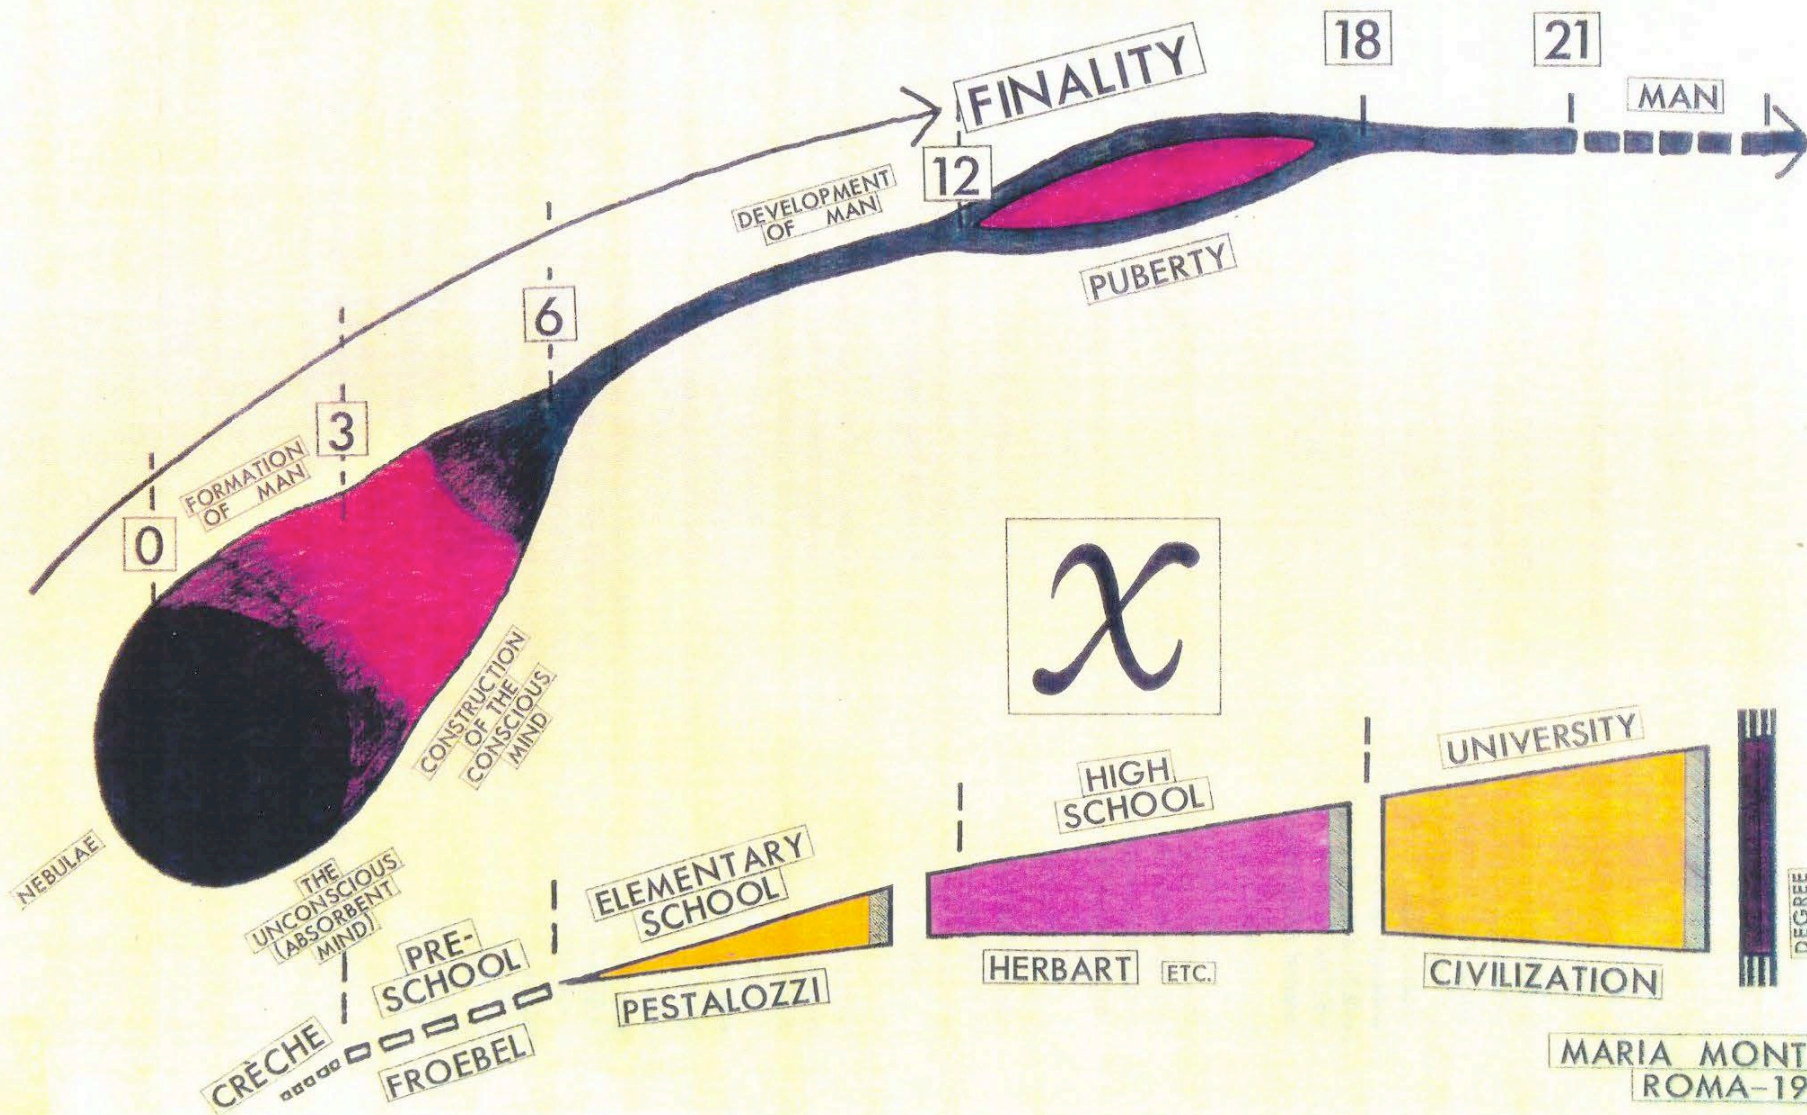 FINALITY
18
21
MAN
12
DEVELOPMENT
OF MAN
PUBERTY
6
3
FORMATION
OF MAN
0
X
CONSTRUCTION
OF THE
CONSCIOUS
MIND
NEBULAE
THE
UNCONSCIOUS
(ABSORBENT
MIND)
CRÈCHE
PRE-
SCHOOL
FROEBEL
ELEMENTARY
SCHOOL
PESTALOZZI
HIGH
SCHOOL
HERBART
ETC.
UNIVERSITY
CIVILIZATION
DEGREE
MARIA MONT
ROMA-19